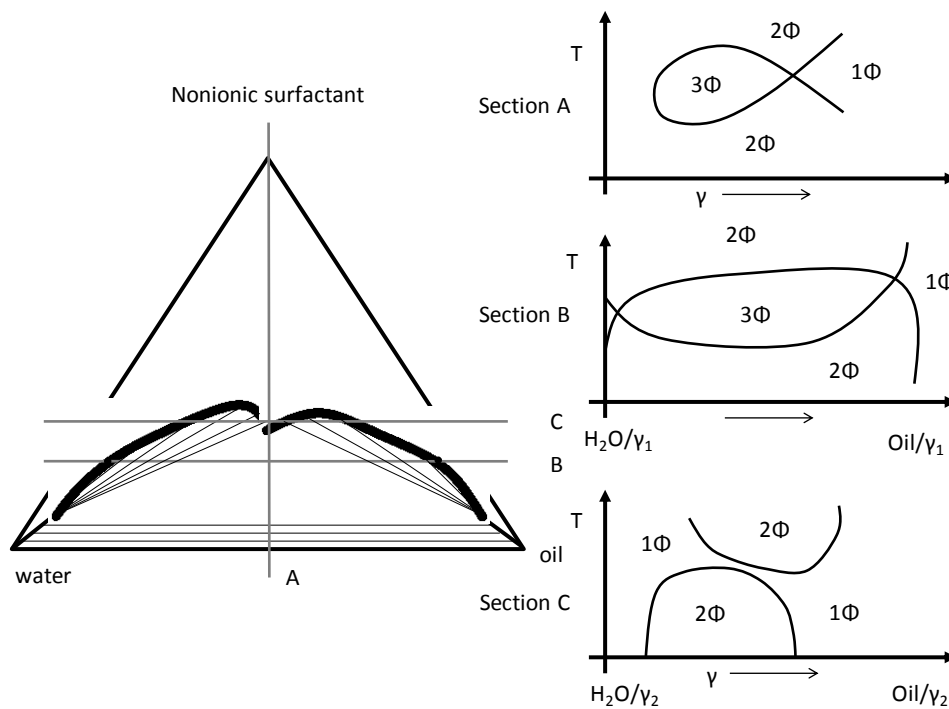 Nonionic surfactant
C
B
oil
water
A
T
2Φ
Section A
3Φ
1Φ
2Φ
γ
2Φ
T
1Φ
Section B
3Φ
2Φ
H₂O/γ₁
Oil/γ₁
T
1Φ
2Φ
Section C
2Φ
1Φ
γ
H₂O/γ₂
Oil/γ₂